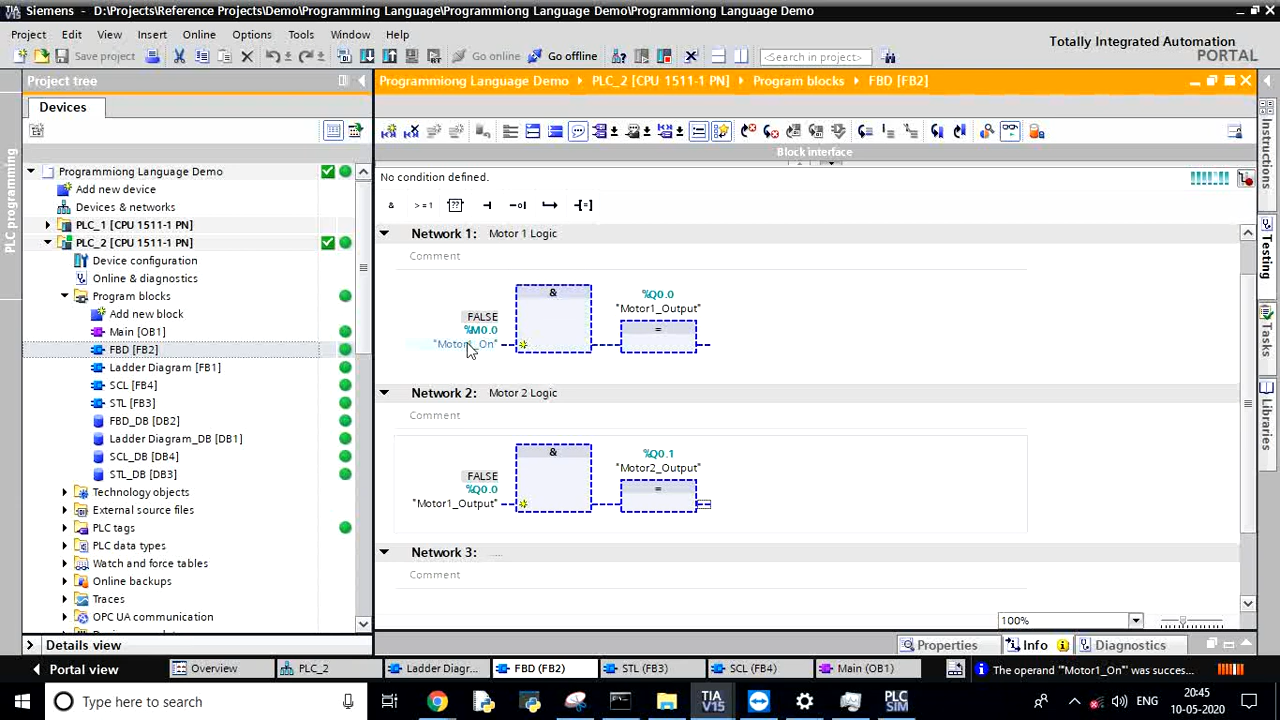 Siemens - D:\Projects\Reference Projects\Demo\Programming Language\Programmiong Language Demo\Programmiong Language Demo
Project Edit View Insert Online Options Tools Window Help
Totally Integrated Automation
PORTAL
Save project
Go online
Go offline
<Search in project>
Project tree
Programmiong Language Demo PLC_2 [CPU 1511-1 PN] Program blocks FBD [FB2]
Devices
PLC programming
Block interface
Programmiong Language Demo
Add new device
Devices & networks
PLC_1 [CPU 1511-1 PN]
PLC_2 [CPU 1511-1 PN]
Device configuration
Online & diagnostics
Program blocks
Add new block
Main [OB1]
FBD [FB2]
Ladder Diagram [FB1]
SCL [FB4]
STL [FB3]
FBD_DB [DB2]
Ladder Diagram_DB [DB1]
SCL_DB [DB4]
STL_DB [DB3]
Technology objects
External source files
PLC tags
PLC data types
Watch and force tables
Online backups
Traces
OPC UA communication
Details view
No condition defined.
& >=1 ??
Network 1: Motor 1 Logic
Comment
&
FALSE
%M0.0
%Q0.0
"Motor1_Output"
=
Network 2: Motor 2 Logic
Comment
&
FALSE
%Q0.0
"Motor1_Output"
%Q0.1
"Motor2_Output"
=
Network 3:
Comment
100%
Instructions
Testing
Tasks
Libraries
Properties
Info
Diagnostics
Portal view
Overview
PLC_2
Ladder Diagr...
FBD (FB2)
STL (FB3)
SCL (FB4)
Main (OB1)
The operand '"Motor1_On"' was succes...
Type here to search
TIA
V15
PLC
SIM
ENG
20:45
10-05-2020